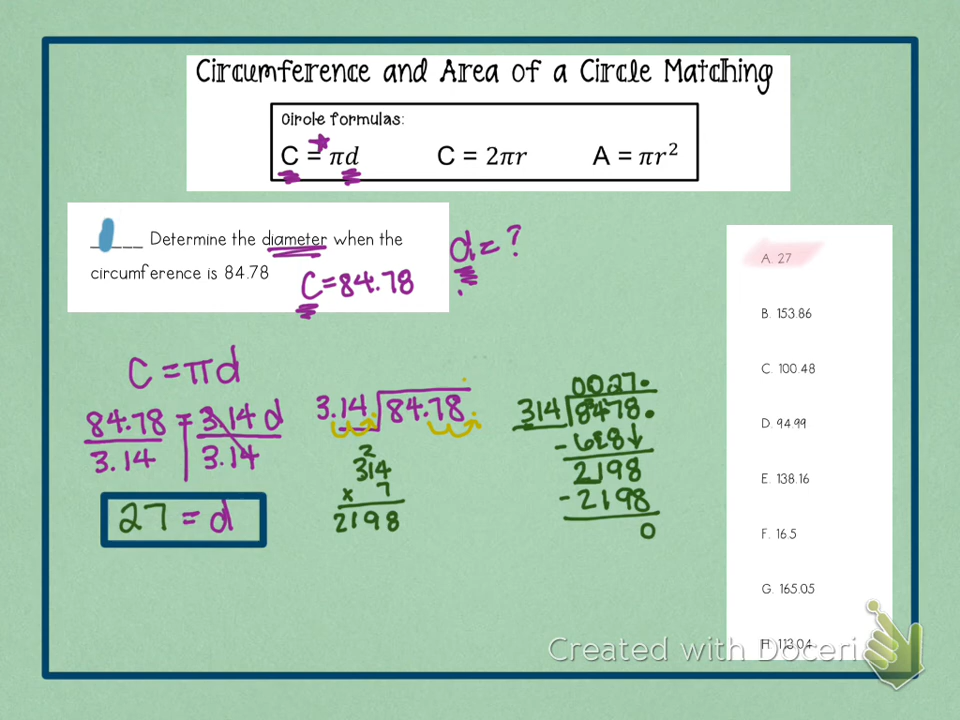 Circumference and Area of a Circle Matching
Circle formulas:
C = πd C = 2πr A = πr²
______ Determine the diameter when the
circumference is 84.78
C = 84.78
d = ?
A. 27
B. 153.86
C. 100.48
D. 94.99
E. 138.16
F. 16.5
G. 165.05
H. 113.04
C = πd
84.78 = 3.14 d
3.14 3.14
27 = d
3.14 84.78
2
314
x 7
2198
0027.
314 8478.
- 628↓
2198
- 2198
0
Created with Doceri